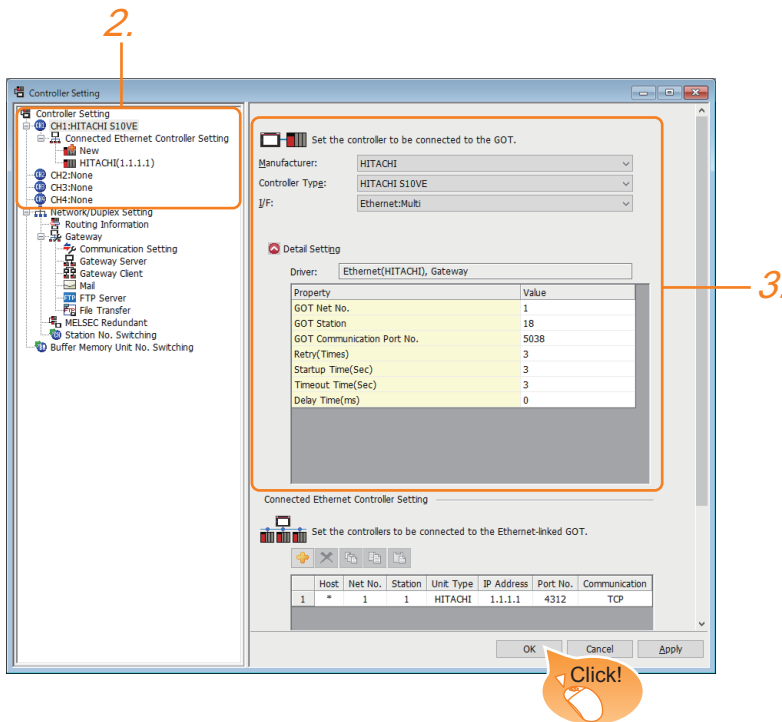 2.
Controller Setting
Controller Setting
CH1:HITACHI S10VE
Connected Ethernet Controller Setting
New
HITACHI(1.1.1.1)
CH2:None
CH3:None
CH4:None
Network/Duplex Setting
Routing Information
Gateway
Communication Setting
Gateway Server
Gateway Client
Mail
FTP Server
File Transfer
MELSEC Redundant
Station No. Switching
Buffer Memory Unit No. Switching
Set the controller to be connected to the GOT.
Manufacturer: HITACHI
Controller Type: HITACHI S10VE
I/F: Ethernet:Multi
Detail Setting
Driver: Ethernet(HITACHI), Gateway
Property Value
GOT Net No. 1
GOT Station 18
GOT Communication Port No. 5038
Retry(Times) 3
Startup Time(Sec) 3
Timeout Time(Sec) 3
Delay Time(ms) 0
3.
Connected Ethernet Controller Setting
Set the controllers to be connected to the Ethernet-linked GOT.
Host Net No. Station Unit Type IP Address Port No. Communication
1 * 1 1 HITACHI 1.1.1.1 4312 TCP
OK Cancel Apply
Click!